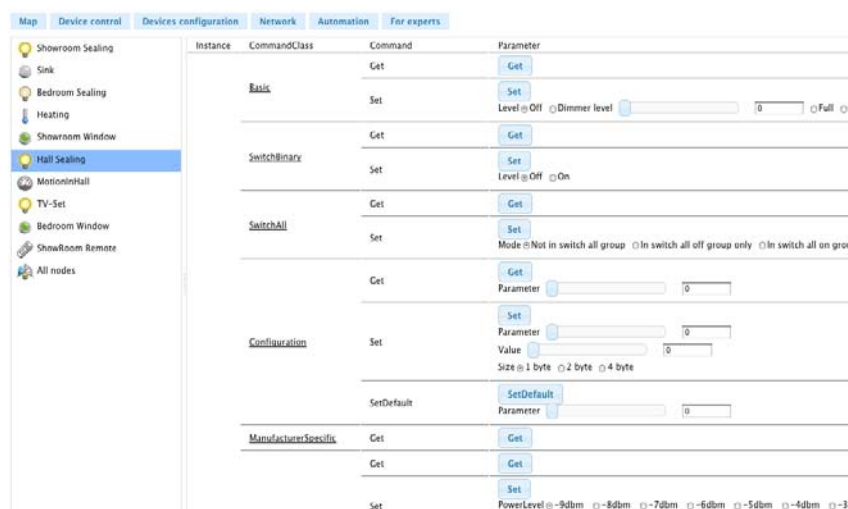 Map Device control Devices configuration Network Automation For experts
Showroom Sealing
Sink
Bedroom Sealing
Heating
Showroom Window
Hall Sealing
MotionInHall
TV-Set
Bedroom Window
ShowRoom Remote
All nodes
Instance CommandClass Command Parameter
Basic
Get Get
Set Set
Level Off Dimmer level 0 Full
SwitchBinary
Get Get
Set Set
Level Off On
SwitchAll
Get Get
Set Set
Mode Not in switch all group In switch all off group only In switch all on grou
Configuration
Get Get
Parameter 0
Set Set
Parameter 0
Value 0
Size 1 byte 2 byte 4 byte
SetDefault SetDefault
Parameter 0
ManufacturerSpecific Get Get
Get Get
Set Set
PowerLevel -9dbm -8dbm -7dbm -6dbm -5dbm -4dbm -3